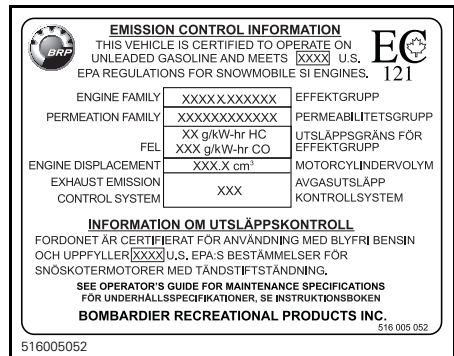 EMISSION CONTROL INFORMATION
THIS VEHICLE IS CERTIFIED TO OPERATE ON
UNLEADED GASOLINE AND MEETS XXXX U.S.
EPA REGULATIONS FOR SNOWMOBILE SI ENGINES.
BRP
EC
121
ENGINE FAMILY XXXXXXXXXXXX EFFEKTGRUPP
PERMEATION FAMILY XXXXXXXXXXXX PERMEABILITETSGRUPP
FEL XX g/kW-hr HC UTSLÄPPSGRÄNS FÖR
XXX g/kW-hr CO EFFEKTGRUPP
ENGINE DISPLACEMENT XXX.X cm³ MOTORCYLINDERVOLYM
EXHAUST EMISSION XXX AVGASUTSLÄPP
CONTROL SYSTEM KONTROLLSYSTEM
INFORMATION OM UTSLÄPPSKONTROLL
FORDONET ÄR CERTIFIERAT FÖR ANVÄNDNING MED BLYFRI BENSIN
OCH UPPFYLLER XXXX U.S. EPA:S BESTÄMMELSER FÖR
SNÖSKOTERMOTORER MED TÄNDSTIFTSTÄNDNING.
SEE OPERATOR'S GUIDE FOR MAINTENANCE SPECIFICATIONS
FÖR UNDERHÅLLSSPECIFIKATIONER, SE INSTRUKTIONSBOKEN
BOMBARDIER RECREATIONAL PRODUCTS INC.
516 005 052
516005052